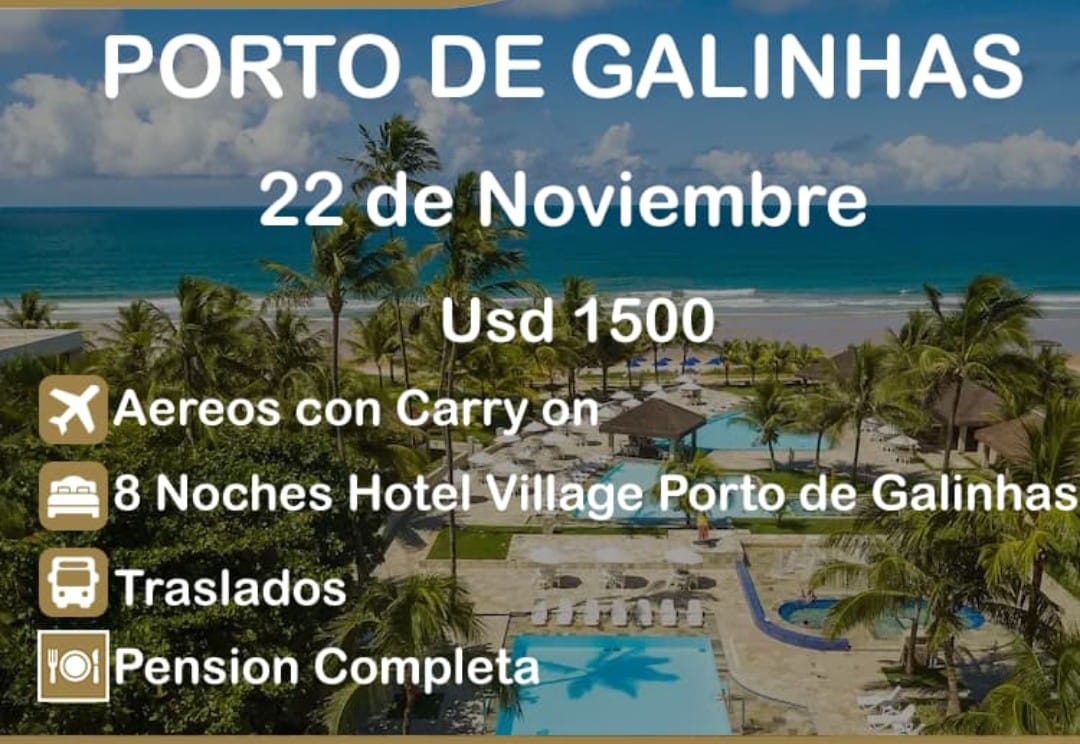 PORTO DE GALINHAS
22 de Noviembre
Usd 1500
Aereos con Carry on
8 Noches Hotel Village Porto de Galinhas
Traslados
Pension Completa